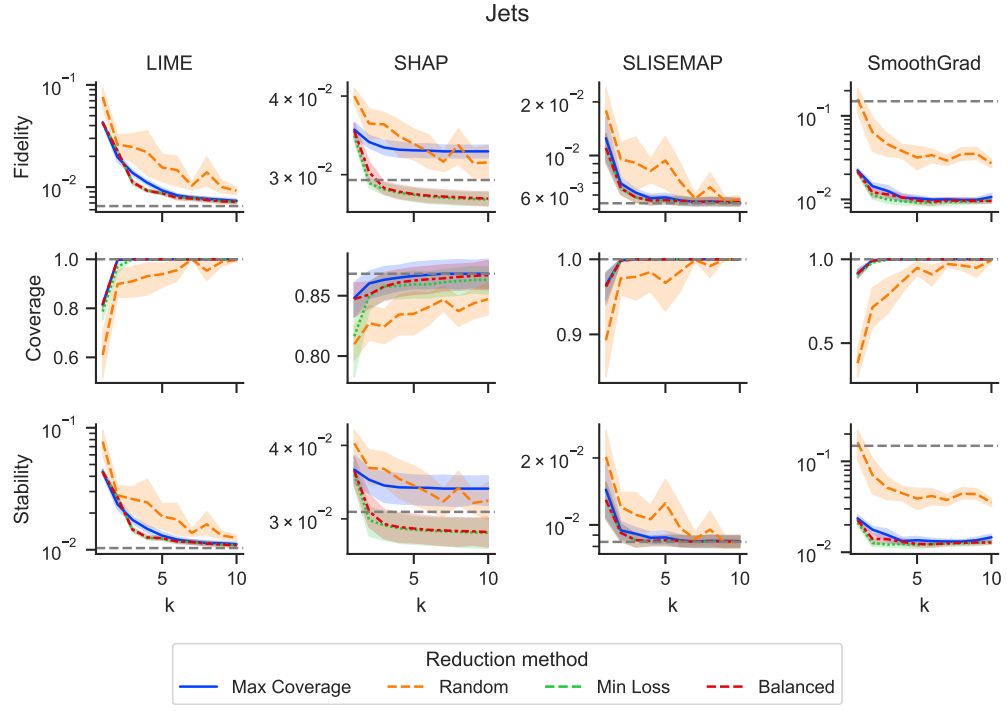 Jets
LIME
SHAP
SLISEMAP
SmoothGrad
Fidelity
10⁻¹
10⁻²
4 × 10⁻²
3 × 10⁻²
2 × 10⁻²
10⁻²
6 × 10⁻³
10⁻¹
10⁻²
Coverage
1.0
0.8
0.6
0.85
0.80
1.0
0.9
1.0
0.5
Stability
10⁻¹
10⁻²
4 × 10⁻²
3 × 10⁻²
2 × 10⁻²
10⁻²
10⁻¹
10⁻²
5 10
5 10
5 10
5 10
k
k
k
k
Reduction method
Max Coverage Random Min Loss Balanced